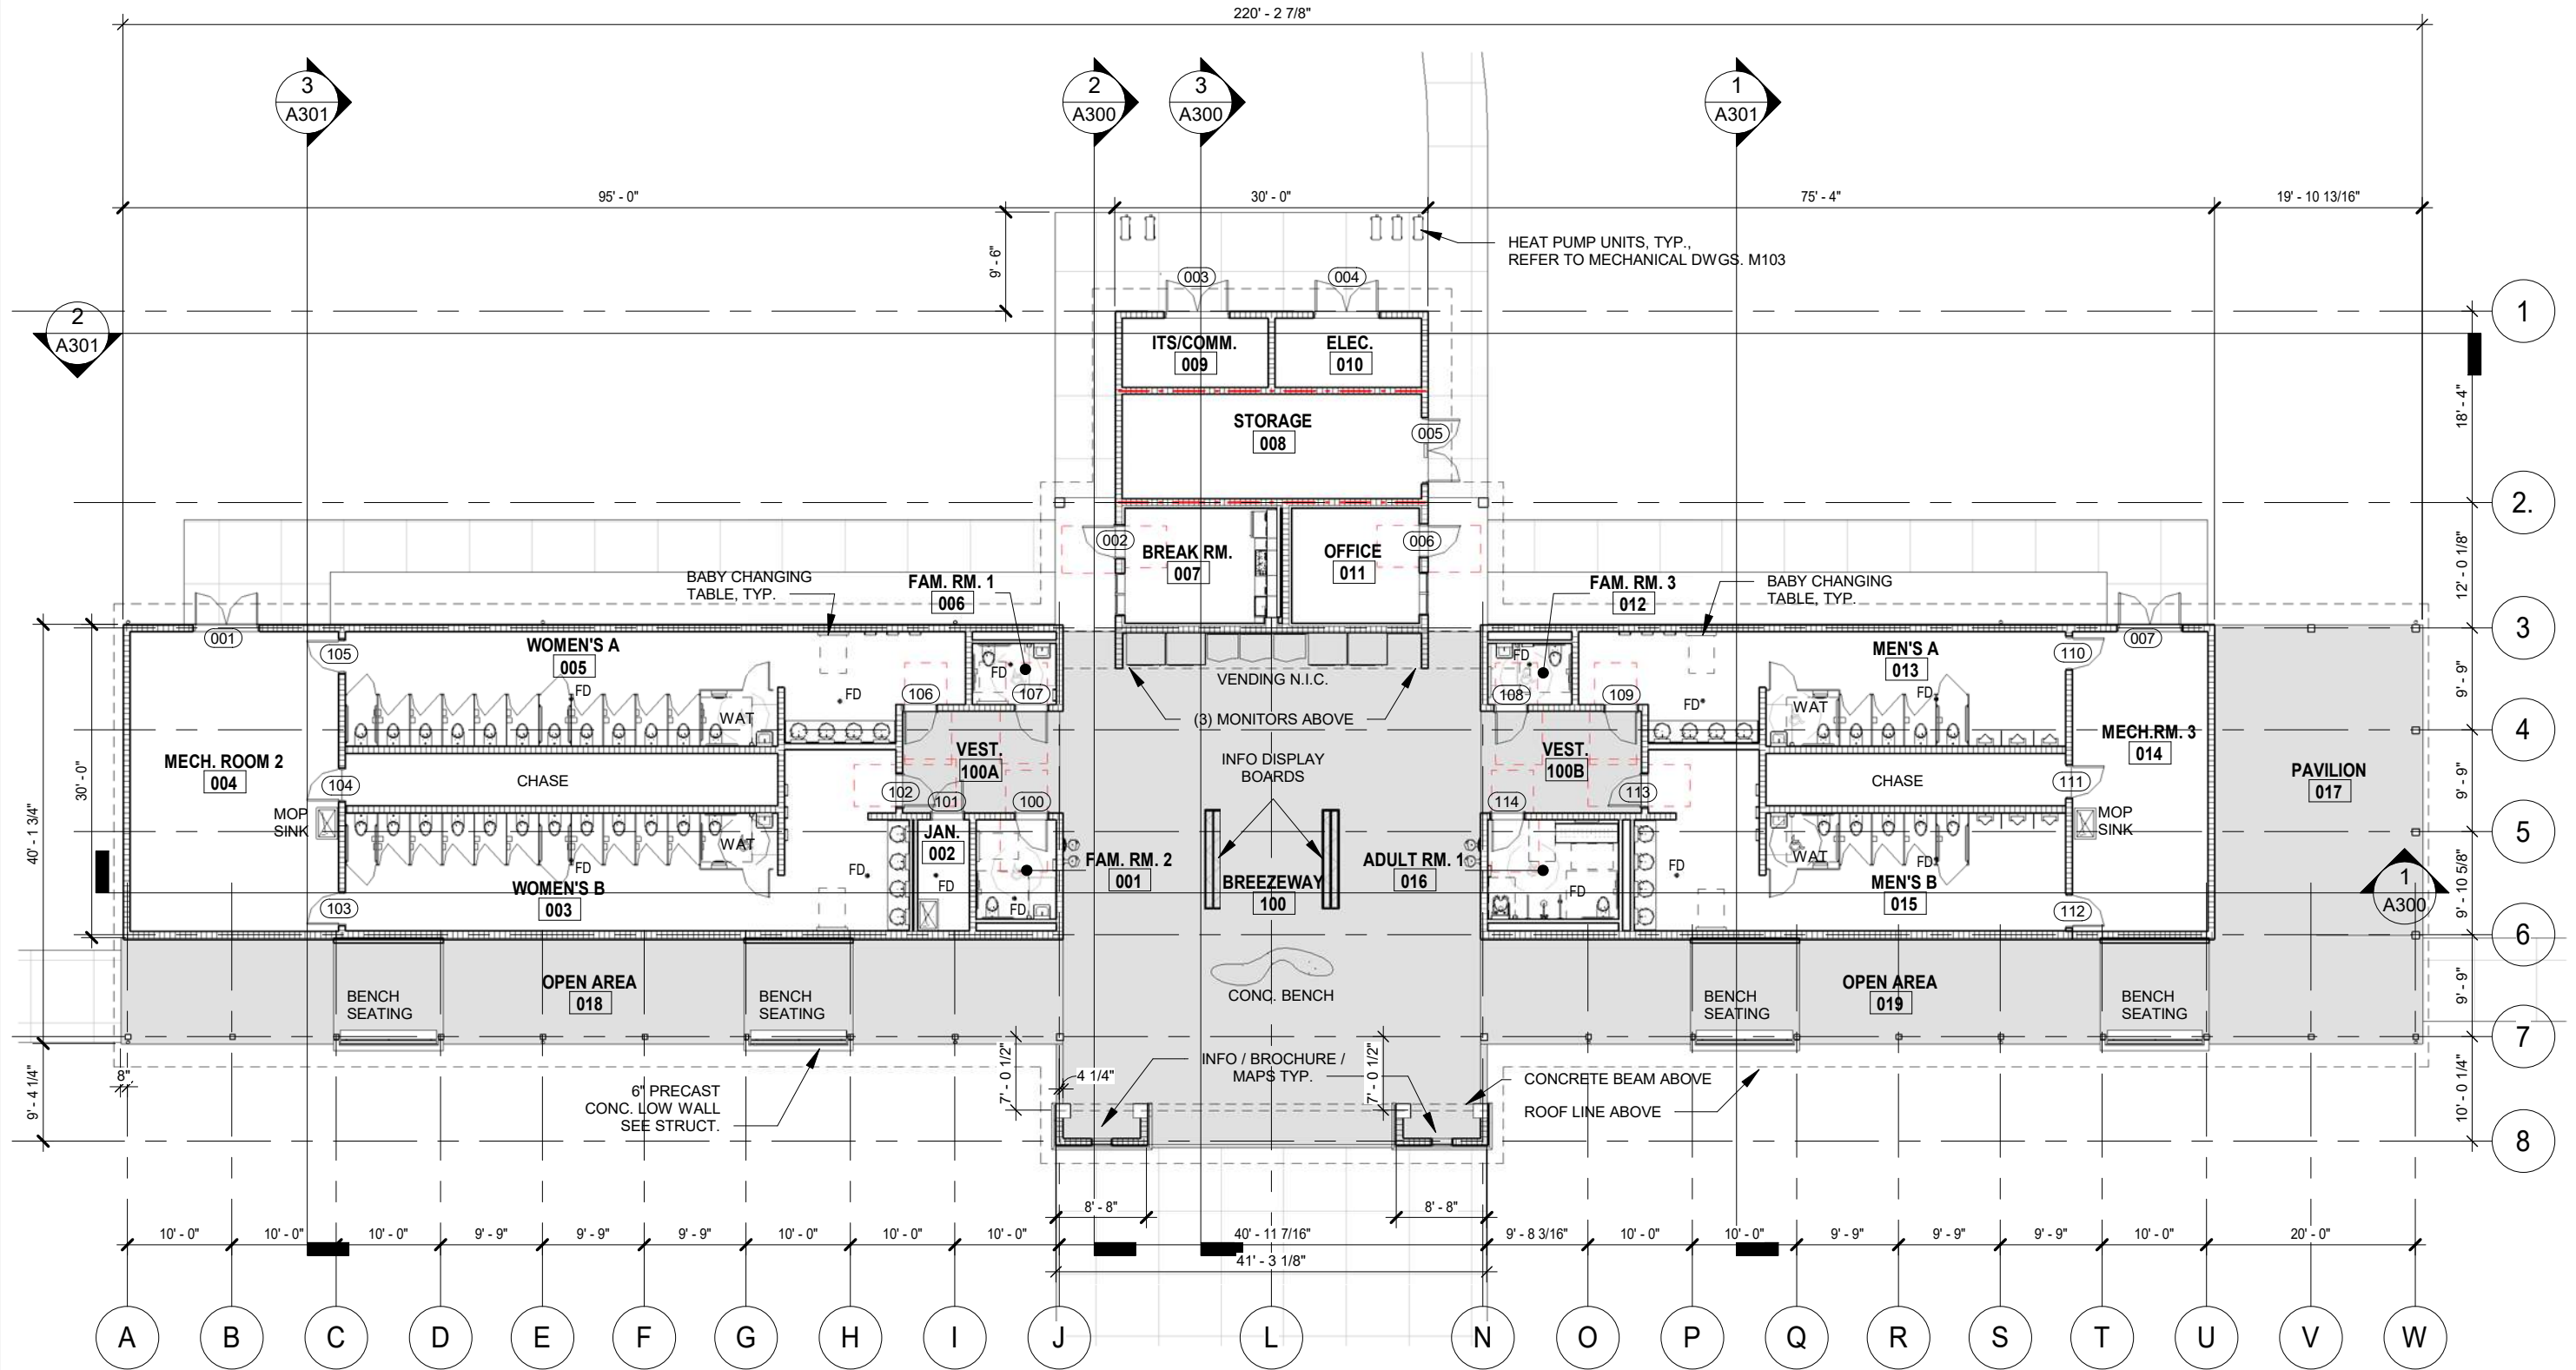 220' - 2 7/8"
3
A301
2
A300
3
A300
1
A301
95' - 0"
30' - 0"
75' - 4"
19' - 10 13/16"
9' - 6"
HEAT PUMP UNITS, TYP.,
REFER TO MECHANICAL DWGS. M103
003
004
1
2
A301
ITS/COMM.
009
ELEC.
010
18' - 4"
STORAGE
008
005
2.
002
BREAK RM.
007
OFFICE
011
006
12' - 0 1/8"
BABY CHANGING
TABLE, TYP.
FAM. RM. 1
006
FAM. RM. 3
012
BABY CHANGING
TABLE, TYP.
001
007
3
105
WOMEN'S A
005
FD
FD
FD
106
107
VENDING N.I.C.
FD
108
109
FD
MEN'S A
013
FD
110
9' - 9"
WAT
(3) MONITORS ABOVE
WAT
4
30' - 0"
40' - 1 3/4"
MECH. ROOM 2
004
VEST.
100A
INFO DISPLAY
BOARDS
VEST.
100B
MECH.RM. 3
014
PAVILION
017
9' - 9"
104
CHASE
102
101
100
114
113
CHASE
111
MOP
SINK
MOP
SINK
5
WAT
JAN.
002
WAT
FD
FD
FD
FD
FAM. RM. 2
001
ADULT RM. 1
016
FD
FD
FD
9' - 10 5/8"
WOMEN'S B
003
BREEZEWAY
100
MEN'S B
015
1
A300
103
112
6
OPEN AREA
018
BENCH
SEATING
BENCH
SEATING
CONC. BENCH
BENCH
SEATING
OPEN AREA
019
BENCH
SEATING
9' - 9"
7
8"
9' - 4 1/4"
6" PRECAST
CONC. LOW WALL
SEE STRUCT.
7' - 0 1/2"
4 1/4"
INFO / BROCHURE /
MAPS TYP.
7' - 0 1/2"
CONCRETE BEAM ABOVE
ROOF LINE ABOVE
10' - 0 1/4"
8
8' - 8"
8' - 8"
10' - 0"
10' - 0"
10' - 0"
9' - 9"
9' - 9"
9' - 9"
10' - 0"
10' - 0"
10' - 0"
40' - 11 7/16"
9' - 8 3/16"
10' - 0"
10' - 0"
9' - 9"
9' - 9"
9' - 9"
10' - 0"
20' - 0"
41' - 3 1/8"
A
B
C
D
E
F
G
H
I
J
L
N
O
P
Q
R
S
T
U
V
W